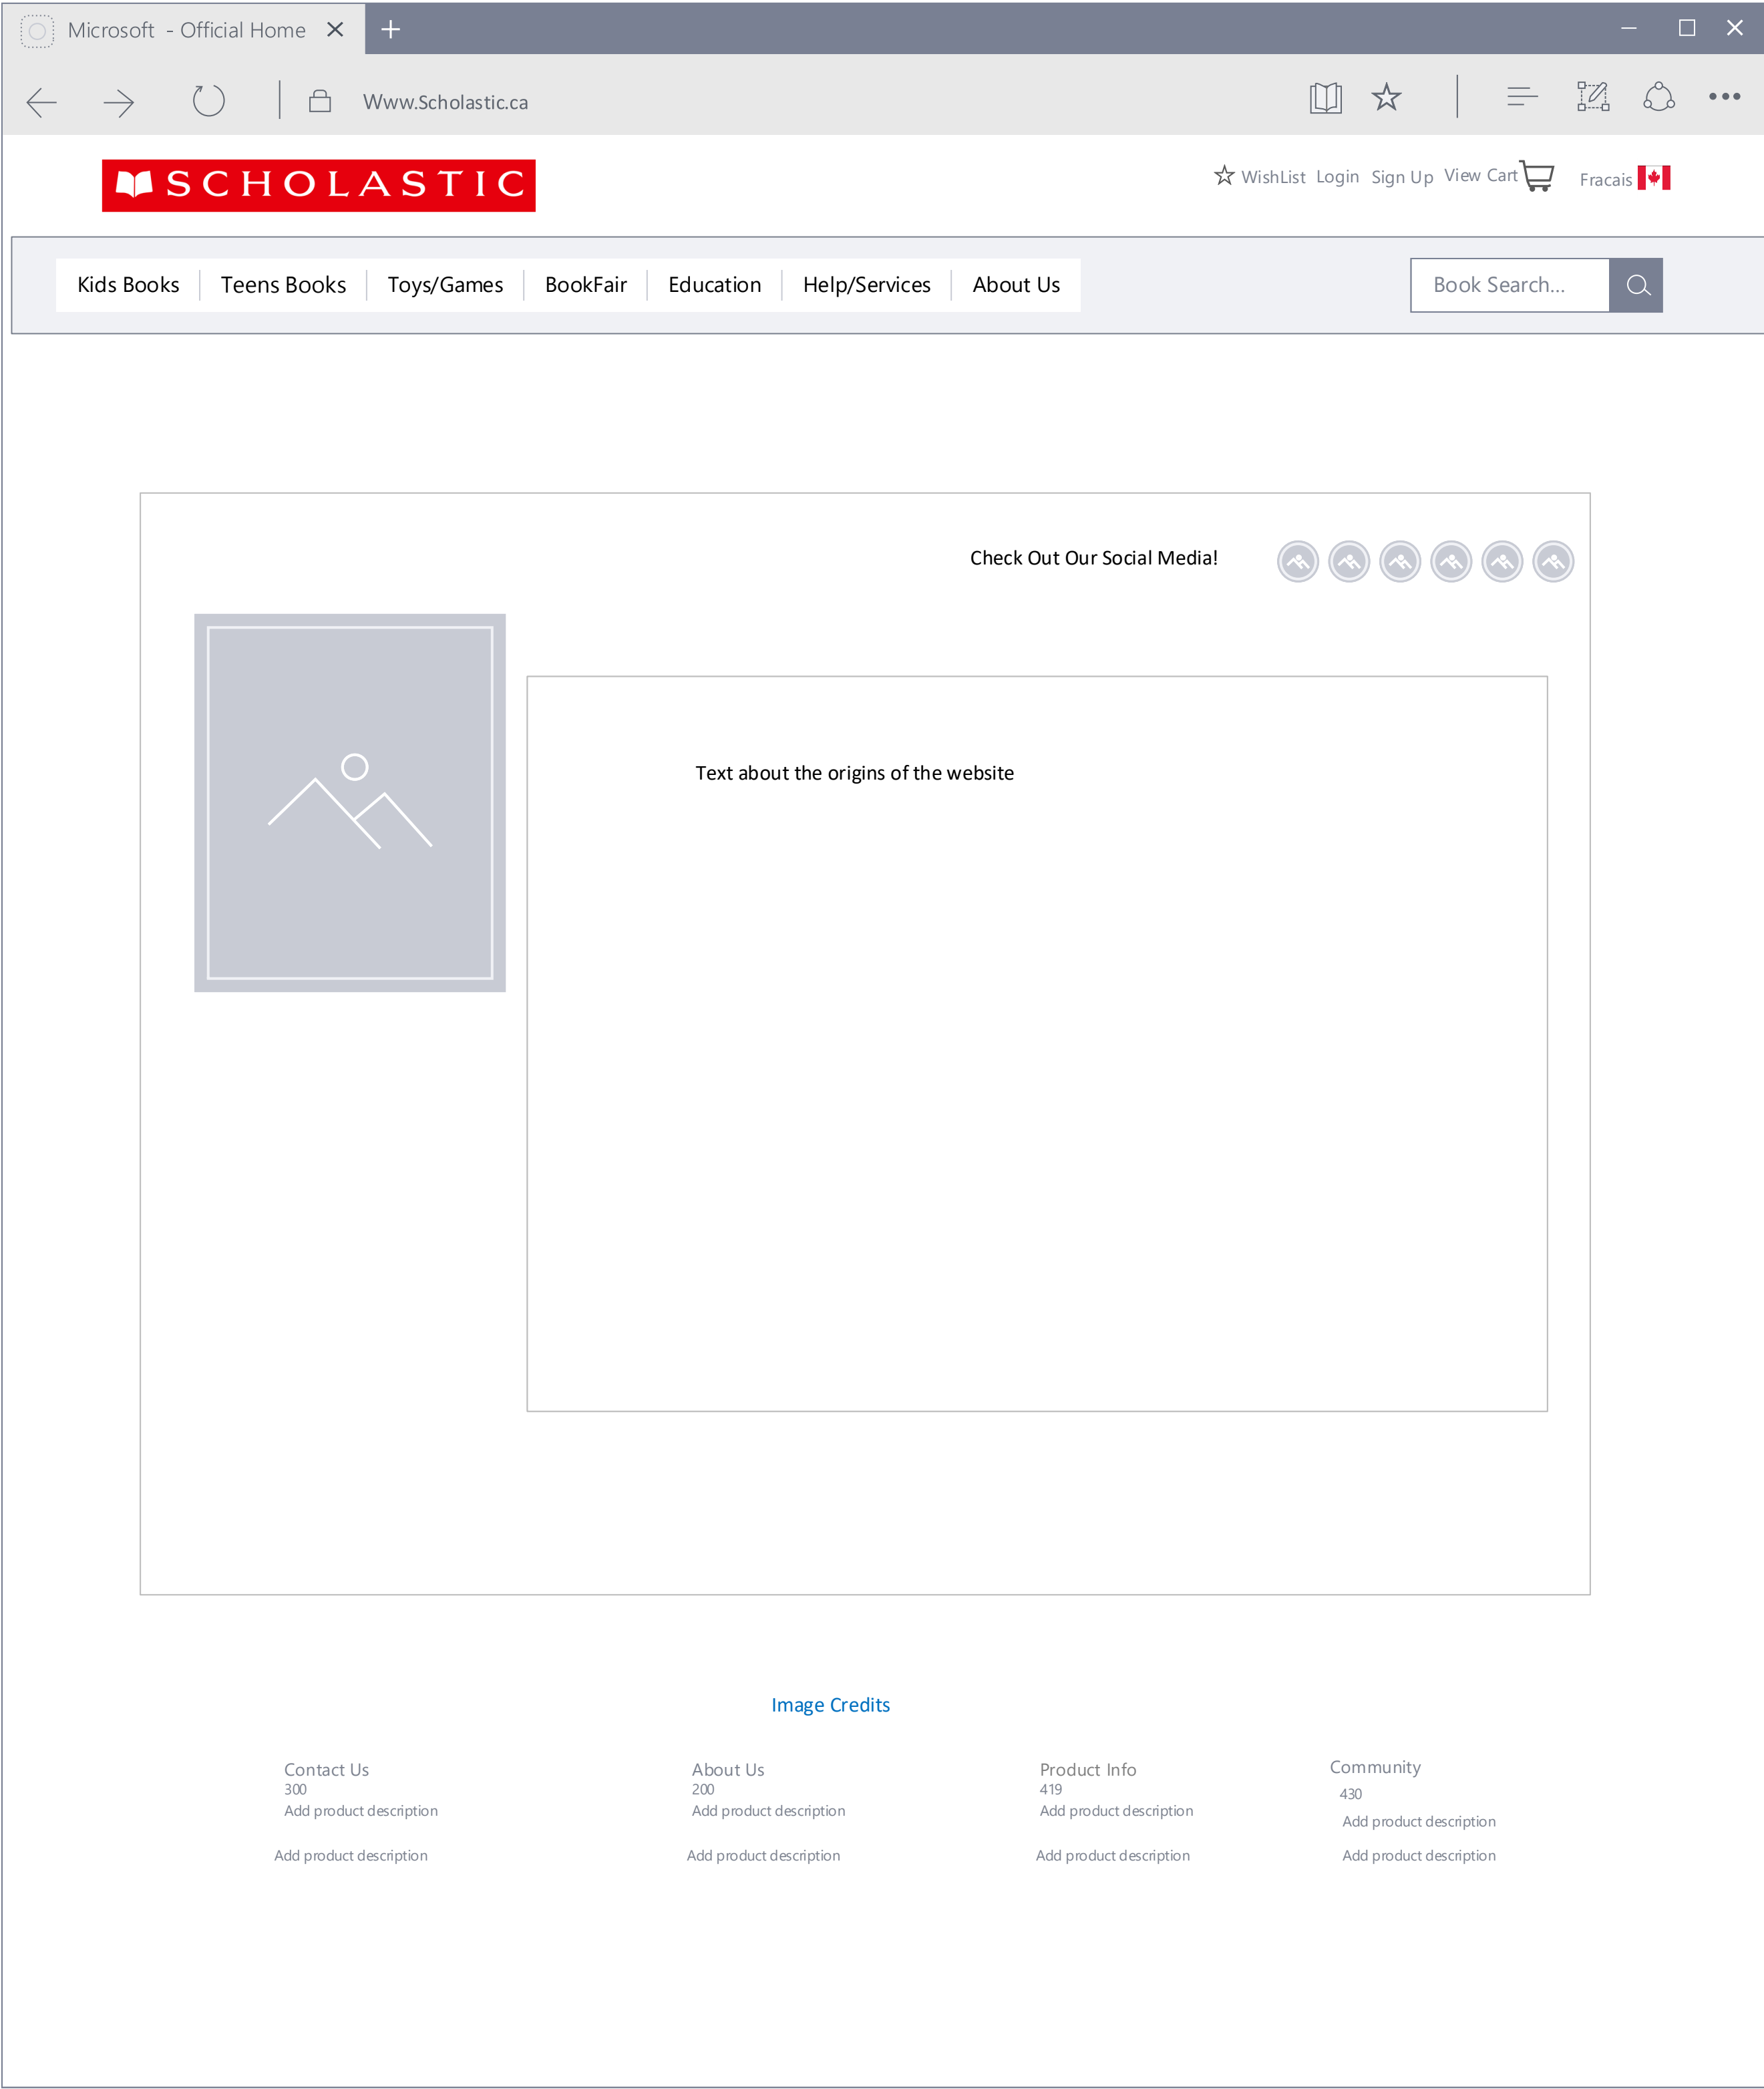 Microsoft - Official Home
Www.Scholastic.ca
SCHOLASTIC
WishList Login Sign Up View Cart Fracais
Kids Books Teens Books Toys/Games BookFair Education Help/Services About Us Book Search...
Check Out Our Social Media!
Text about the origins of the website
Image Credits
Contact Us About Us Product Info Community
300 200 419 430
Add product description Add product description Add product description Add product description
Add product description Add product description Add product description Add product description